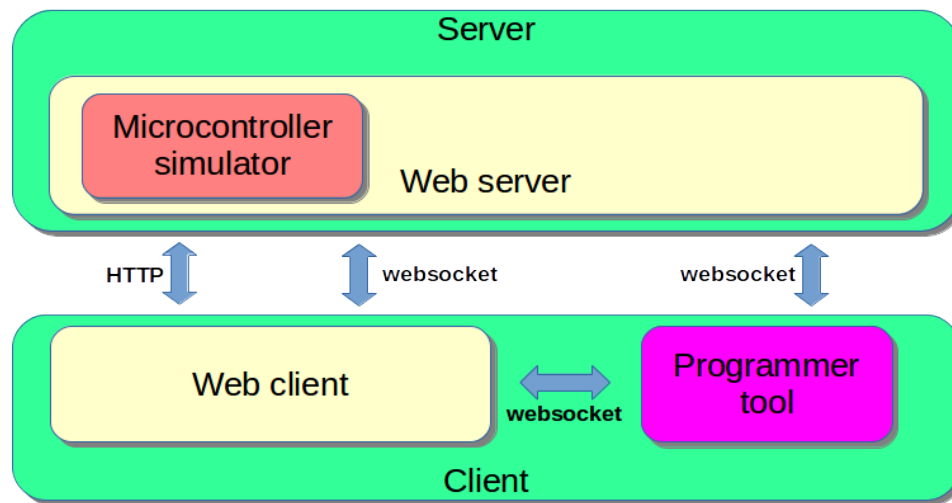 Server
Microcontroller
simulator
Web server
HTTP
websocket
websocket
Web client
websocket
Programmer
tool
Client